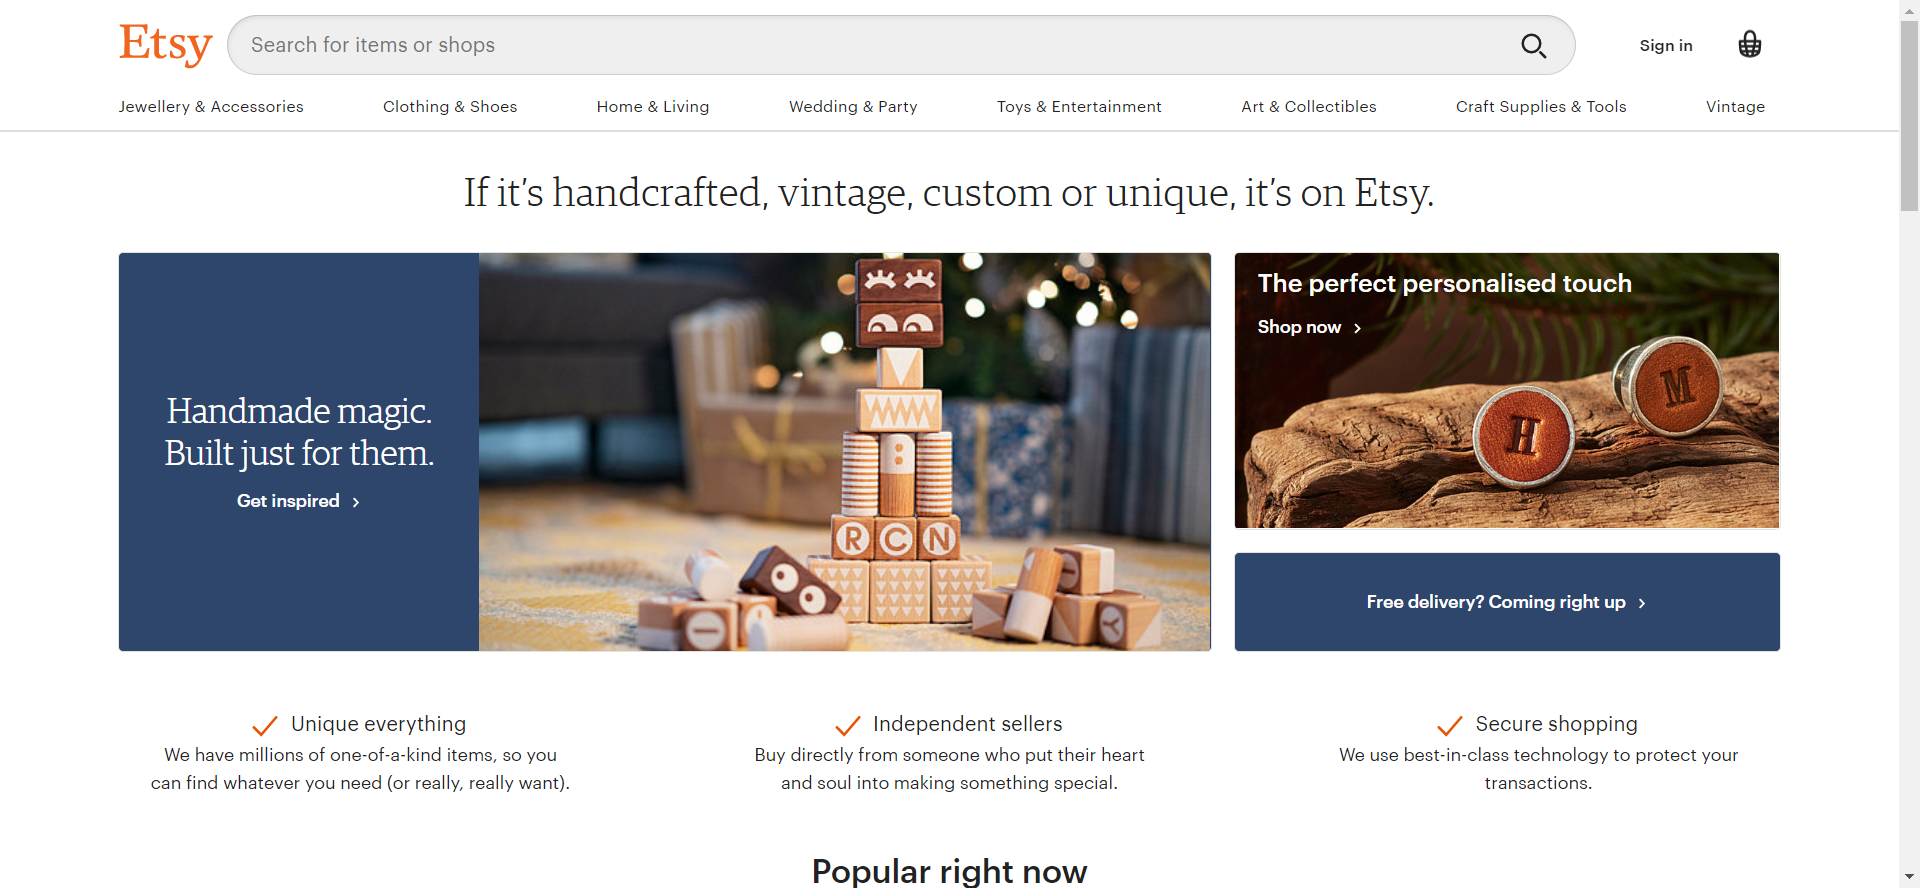 Etsy
Search for items or shops
Sign in
Jewellery & Accessories
Clothing & Shoes
Home & Living
Wedding & Party
Toys & Entertainment
Art & Collectibles
Craft Supplies & Tools
Vintage
If it's handcrafted, vintage, custom or unique, it's on Etsy.
Handmade magic.
Built just for them.
Get inspired
R C N
Y
The perfect personalised touch
Shop now
H
M
Free delivery? Coming right up
Unique everything
We have millions of one-of-a-kind items, so you
can find whatever you need (or really, really want).
Independent sellers
Buy directly from someone who put their heart
and soul into making something special.
Secure shopping
We use best-in-class technology to protect your
transactions.
Popular right now